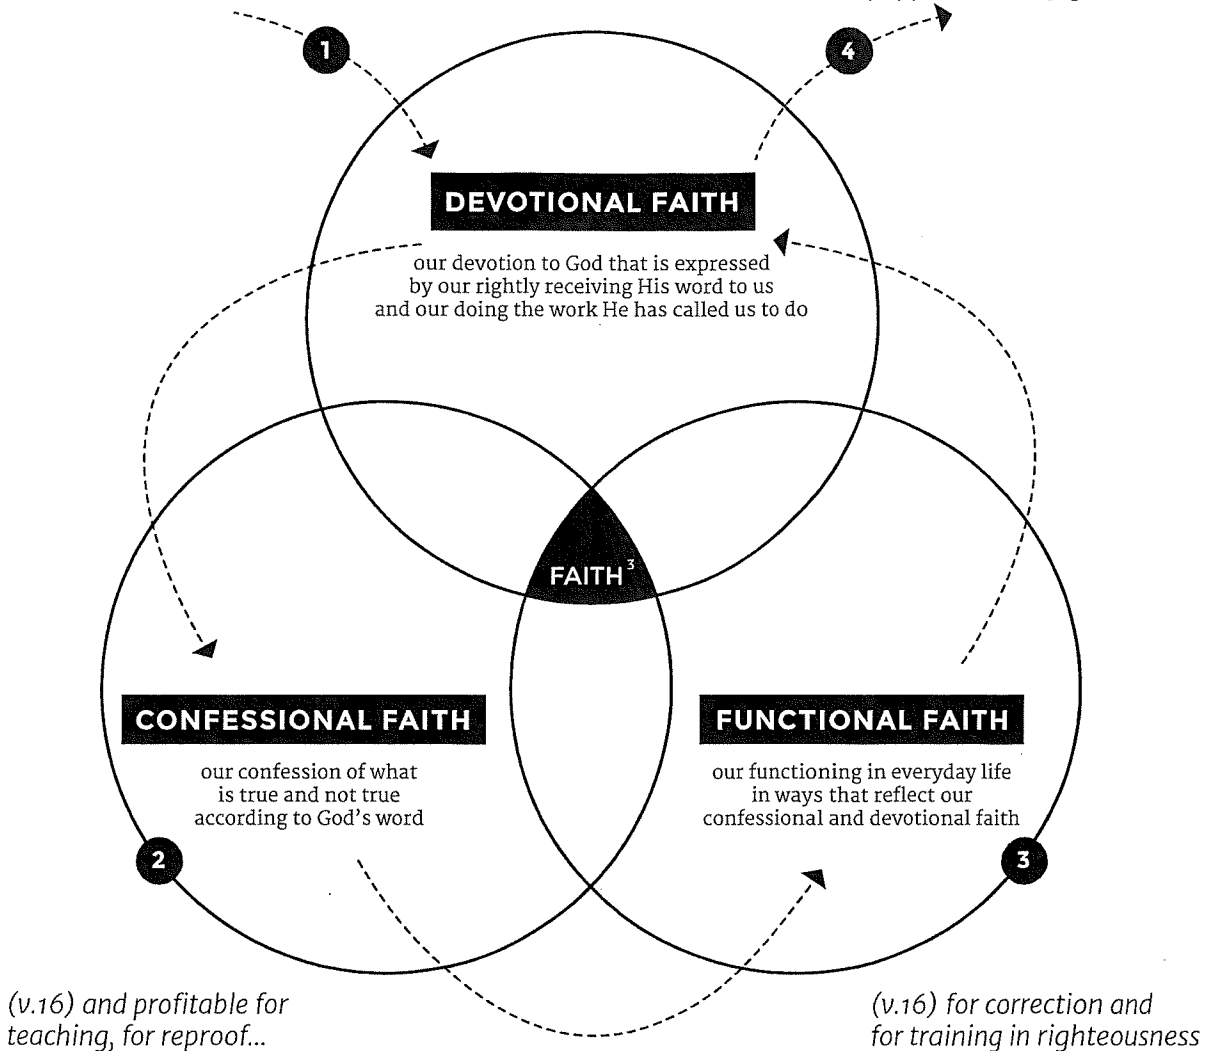 1
4
DEVOTIONAL FAITH
our devotion to God that is expressed
by our rightly receiving His word to us
and our doing the work He has called us to do
FAITH³
CONFESSIONAL FAITH
our confession of what
is true and not true
according to God's word
2
FUNCTIONAL FAITH
our functioning in everyday life
in ways that reflect our
confessional and devotional faith
3
(v.16) and profitable for
teaching, for reproof...
(v.16) for correction and
for training in righteousness